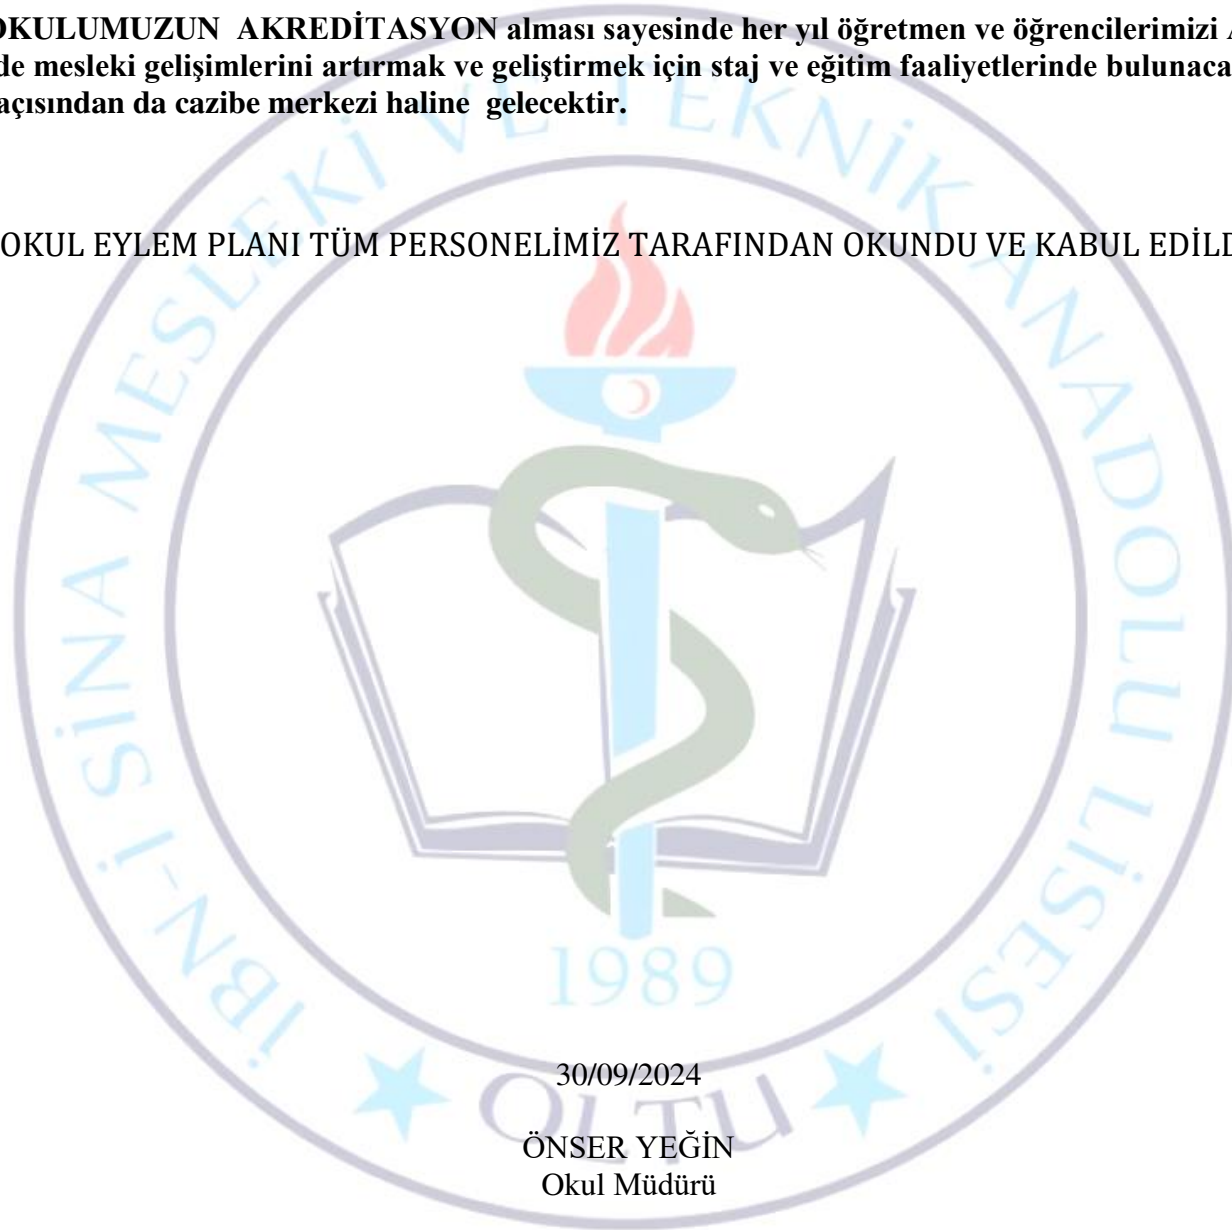 OKULUMUZUN AKREDİTASYON alması sayesinde her yıl öğretmen ve öğrencilerimizi
de mesleki gelişimlerini artırmak ve geliştirmek için staj ve eğitim faaliyetlerinde bulunaca
açısından da cazibe merkezi haline gelecektir.
OKUL EYLEM PLANI TÜM PERSONELİMİZ TARAFINDAN OKUNDU VE KABUL EDİLD
İBN-İ SİNA MESLEKİ VE TEKNİK ANADOLU LİSESİ
1989
30/09/2024
OLTU
ÖNSER YEĞİN
Okul Müdürü